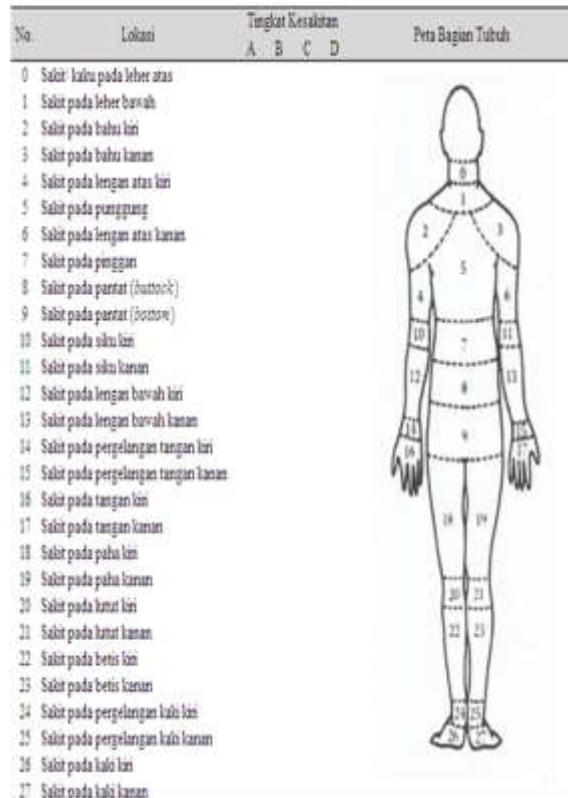 No. Lokasi Tingkat Kesakitan Peta Bagian Tubuh
A B C D
0 Sakit/ kaku pada leher atas
1 Sakit pada leher bawah
2 Sakit pada bahu kiri
3 Sakit pada bahu kanan
4 Sakit pada lengan atas kiri
5 Sakit pada punggung
6 Sakit pada lengan atas kanan
7 Sakit pada pinggan
8 Sakit pada pantat (buttock)
9 Sakit pada pantat (bottom)
10 Sakit pada siku kiri
11 Sakit pada siku kanan
12 Sakit pada lengan bawah kiri
13 Sakit pada lengan bawah kanan
14 Sakit pada pergelangan tangan kiri
15 Sakit pada pergelangan tangan kanan
16 Sakit pada tangan kiri
17 Sakit pada tangan kanan
18 Sakit pada paha kiri
19 Sakit pada paha kanan
20 Sakit pada lutut kiri
21 Sakit pada lutut kanan
22 Sakit pada betis kiri
23 Sakit pada betis kanan
24 Sakit pada pergelangan kaki kiri
25 Sakit pada pergelangan kaki kanan
26 Sakit pada kaki kiri
27 Sakit pada kaki kanan
0
1
2 3
5
4 6
10 11
7
12 13
8
14 15
9
16 17
18 19
20 21
22 23
24 25
26 27